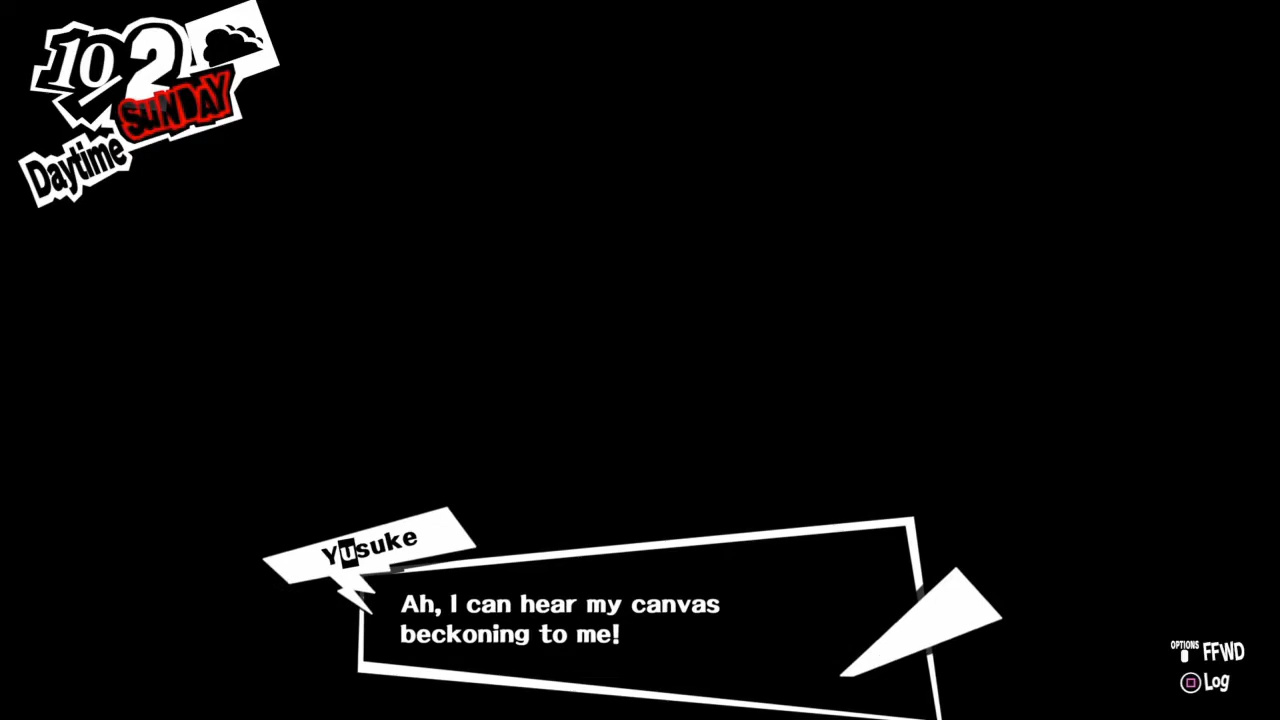 10/2
SUNDAY
Daytime
Yusuke
Ah, I can hear my canvas
beckoning to me!
OPTIONS FFWD
Log